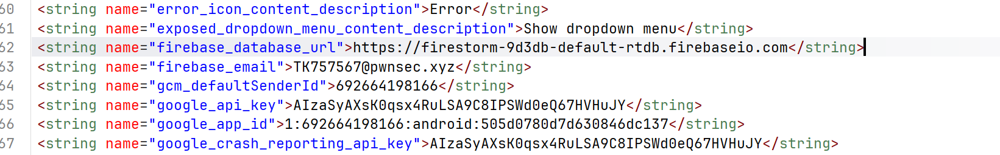 60 <string name="error_icon_content_description">Error</string>
61 <string name="exposed_dropdown_menu_content_description">Show dropdown menu</string>
62 <string name="firebase_database_url">https://firestorm-9d3db-default-rtdb.firebaseio.com</string>
63 <string name="firebase_email">TK757567@pwnsec.xyz</string>
64 <string name="gcm_defaultSenderId">692664198166</string>
65 <string name="google_api_key">AIzaSyAXsK0qsx4RuLSA9C8IPSWd0eQ67HVHuJY</string>
66 <string name="google_app_id">1:692664198166:android:505d0780d7d630846dc137</string>
67 <string name="google_crash_reporting_api_key">AIzaSyAXsK0qsx4RuLSA9C8IPSWd0eQ67HVHuJY</string>